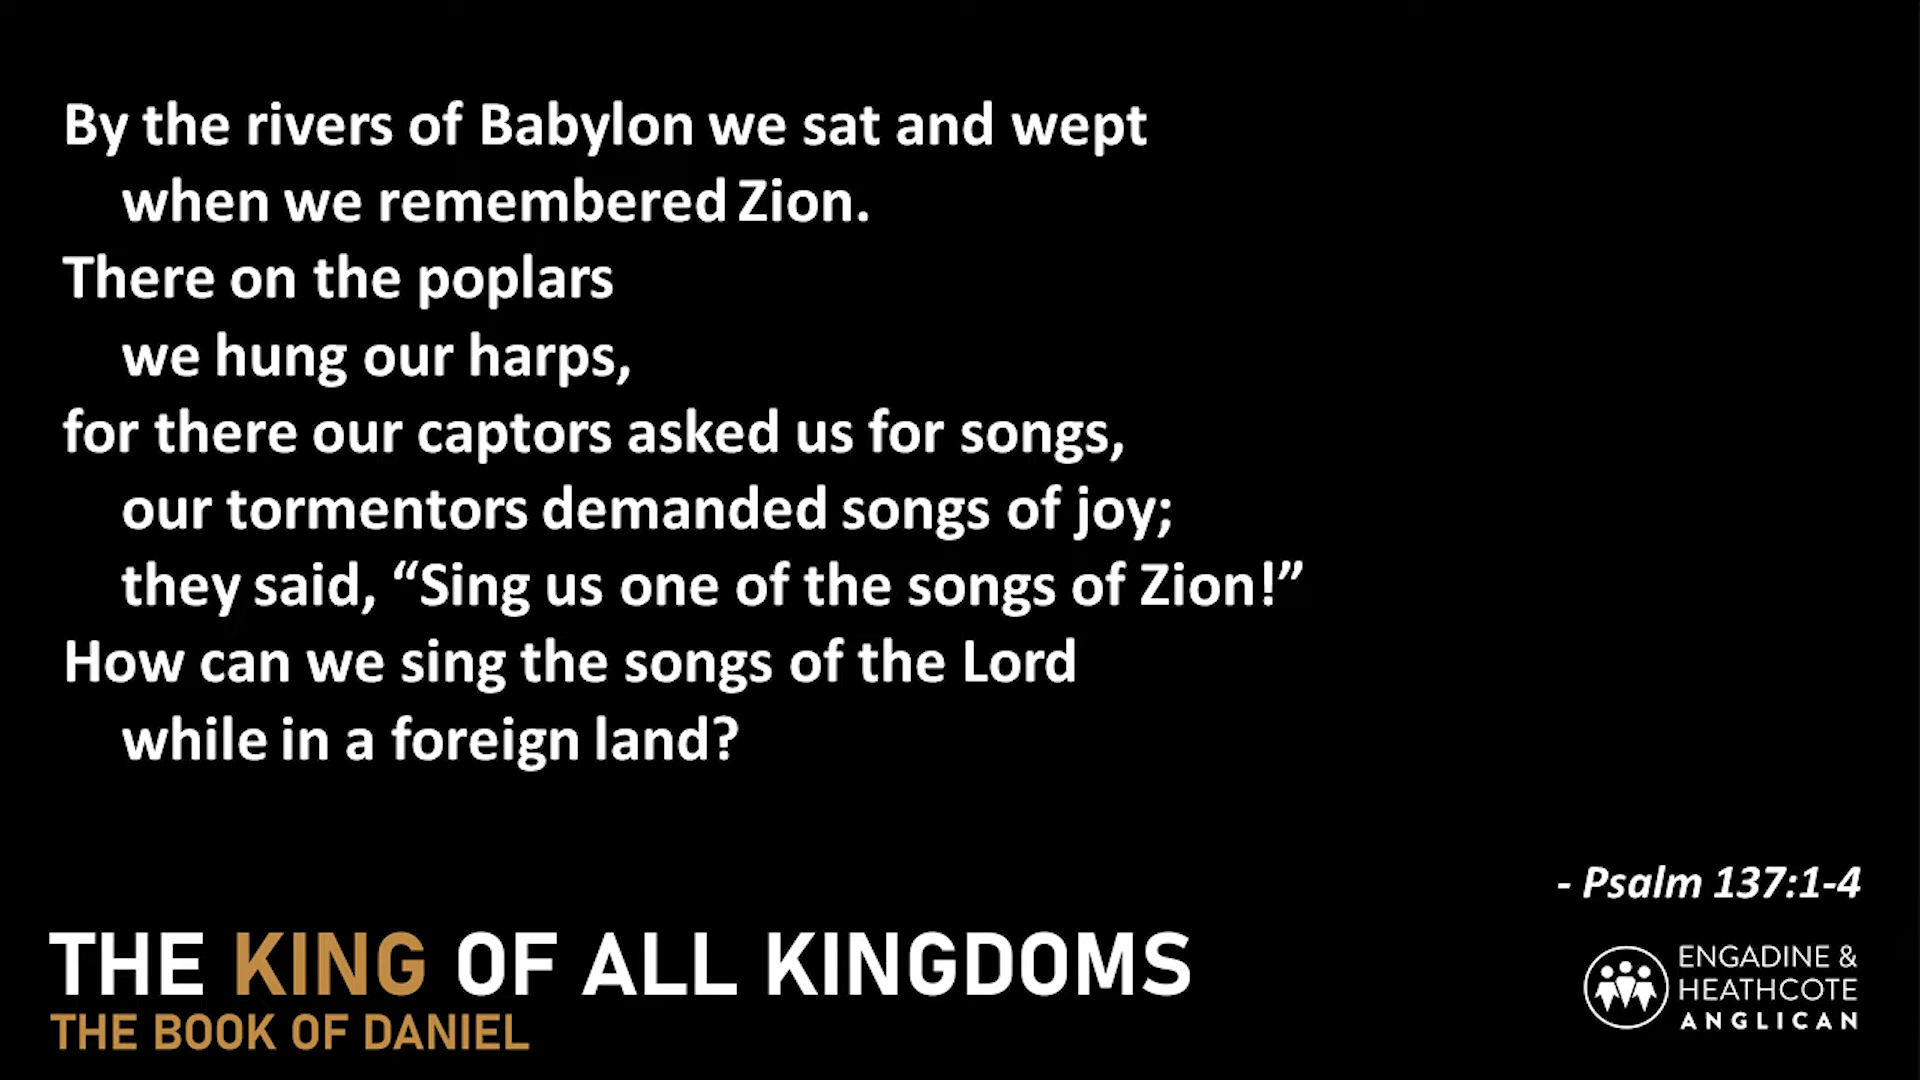 By the rivers of Babylon we sat and wept
when we remembered Zion.
There on the poplars
we hung our harps,
for there our captors asked us for songs,
our tormentors demanded songs of joy;
they said, “Sing us one of the songs of Zion!”
How can we sing the songs of the Lord
while in a foreign land?
- Psalm 137:1-4
THE KING OF ALL KINGDOMS
THE BOOK OF DANIEL
ENGADINE &
HEATHCOTE
ANGLICAN